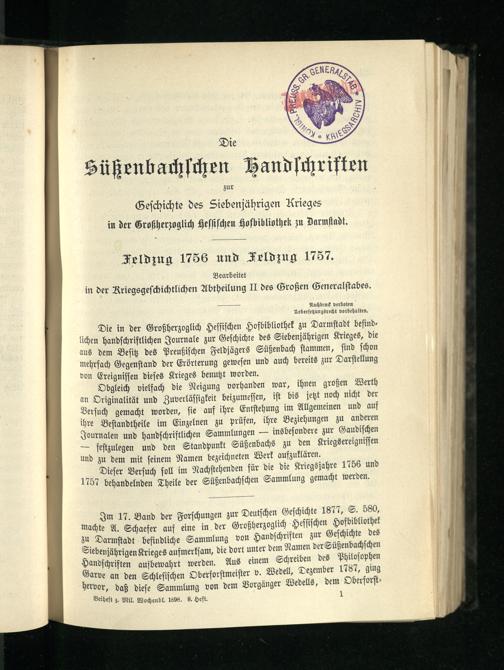 KÖNIGL. PREUSS. GR. GENERALSTAB * KRIEGSARCHIV *
Die
Süßenbachschen Handschriften
zur
Geschichte des Siebenjährigen Krieges
in der Großherzoglich Hessischen Hofbibliothek zu Darmstadt.
Feldzug 1756 und Feldzug 1757.
Bearbeitet
in der Kriegsgeschichtlichen Abtheilung II des Großen Generalstabes.
Nachdruck verboten
Uebersetzungsrecht vorbehalten.
Die in der Großherzoglich Hessischen Hofbibliothek zu Darmstadt befind-
lichen handschriftlichen Journale zur Geschichte des Siebenjährigen Krieges, die
aus dem Besitz des Preußischen Feldjägers Süßenbach stammen, sind schon
mehrfach Gegenstand der Erörterung gewesen und auch bereits zur Darstellung
von Ereignissen dieses Krieges benutzt worden.
Obgleich vielfach die Neigung vorhanden war, ihnen großen Werth
an Originalität und Zuverlässigkeit beizumessen, ist bis jetzt noch nicht der
Versuch gemacht worden, sie auf ihre Entstehung im Allgemeinen und auf
ihre Bestandtheile im Einzelnen zu prüfen, ihre Beziehungen zu anderen
Journalen und handschriftlichen Sammlungen — insbesondere zur Gaudischen
— festzulegen und den Standpunkt Süßenbachs zu den Kriegsereignissen
und zu dem mit seinem Namen bezeichneten Werk aufzuklären.
Dieser Versuch soll im Nachstehenden für die die Kriegsjahre 1756 und
1757 behandelnden Theile der Süßenbachschen Sammlung gemacht werden.
Im 17. Band der Forschungen zur Deutschen Geschichte 1877, S. 580,
machte A. Schaefer auf eine in der Großherzoglich Hessischen Hofbibliothek
zu Darmstadt befindliche Sammlung von Handschriften zur Geschichte des
Siebenjährigen Krieges aufmerksam, die dort unter dem Namen der Süßenbachschen
Handschriften aufbewahrt werden. Aus einem Schreiben des Philosophen
Garve an den Schlesischen Oberforstmeister v. Wedell, Dezember 1787, ging
hervor, daß diese Sammlung von dem Vorgänger Wedells, dem Oberforst-
Beiheft z. Mil. Wochenbl. 1898. 8. Heft.
1